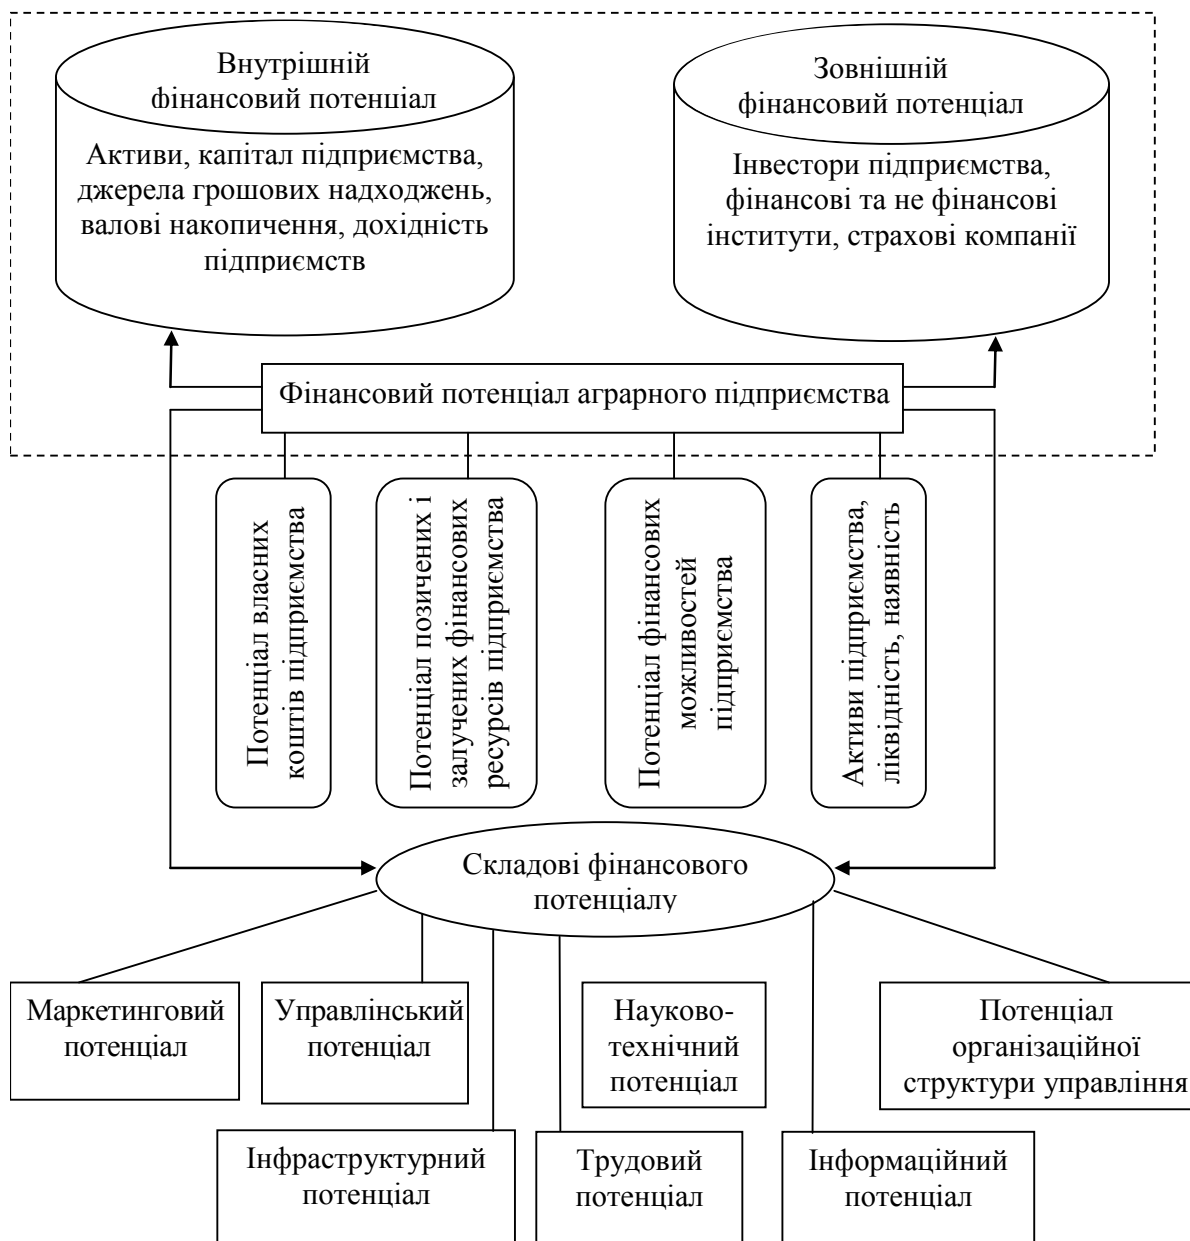 Внутрішній
фінансовий потенціал
Активи, капітал підприємства,
джерела грошових надходжень,
валові накопичення, дохідність
підприємств
Зовнішній
фінансовий потенціал
Інвестори підприємства,
фінансові та не фінансові
інститути, страхові компанії
Фінансовий потенціал аграрного підприємства
Потенціал власних
коштів підприємства
Потенціал позичених і
залучених фінансових
ресурсів підприємства
Потенціал фінансових
можливостей
підприємства
Активи підприємства,
ліквідність, наявність
Складові фінансового
потенціалу
Маркетинговий
потенціал
Управлінський
потенціал
Науково-
технічний
потенціал
Потенціал
організаційної
структури управління
Інфраструктурний
потенціал
Трудовий
потенціал
Інформаційний
потенціал